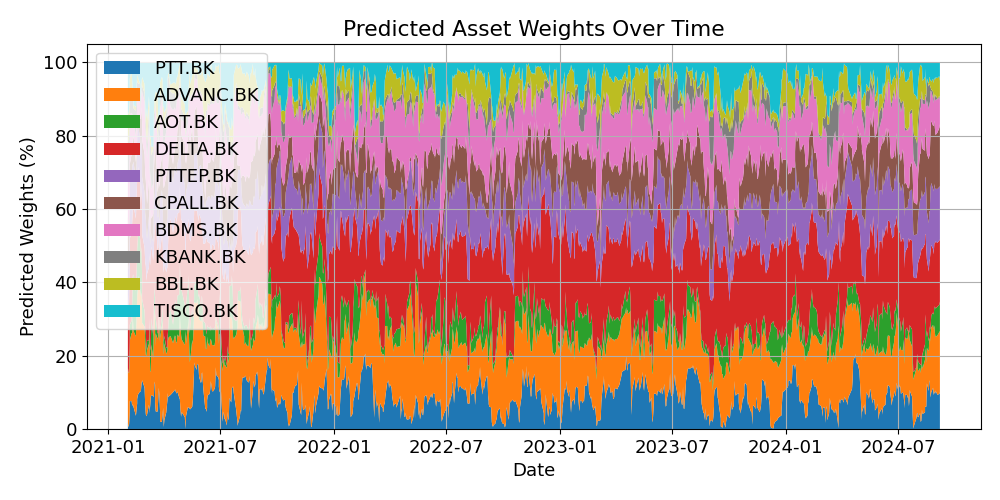 Predicted Asset Weights Over Time
100
80
60
40
20
0
Predicted Weights (%)
PTT.BK
ADVANC.BK
AOT.BK
DELTA.BK
PTTEP.BK
CPALL.BK
BDMS.BK
KBANK.BK
BBL.BK
TISCO.BK
2021-01 2021-07 2022-01 2022-07 2023-01 2023-07 2024-01 2024-07
Date